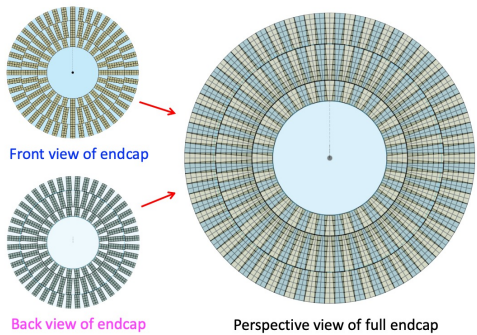 Front view of endcap
Back view of endcap
Perspective view of full endcap